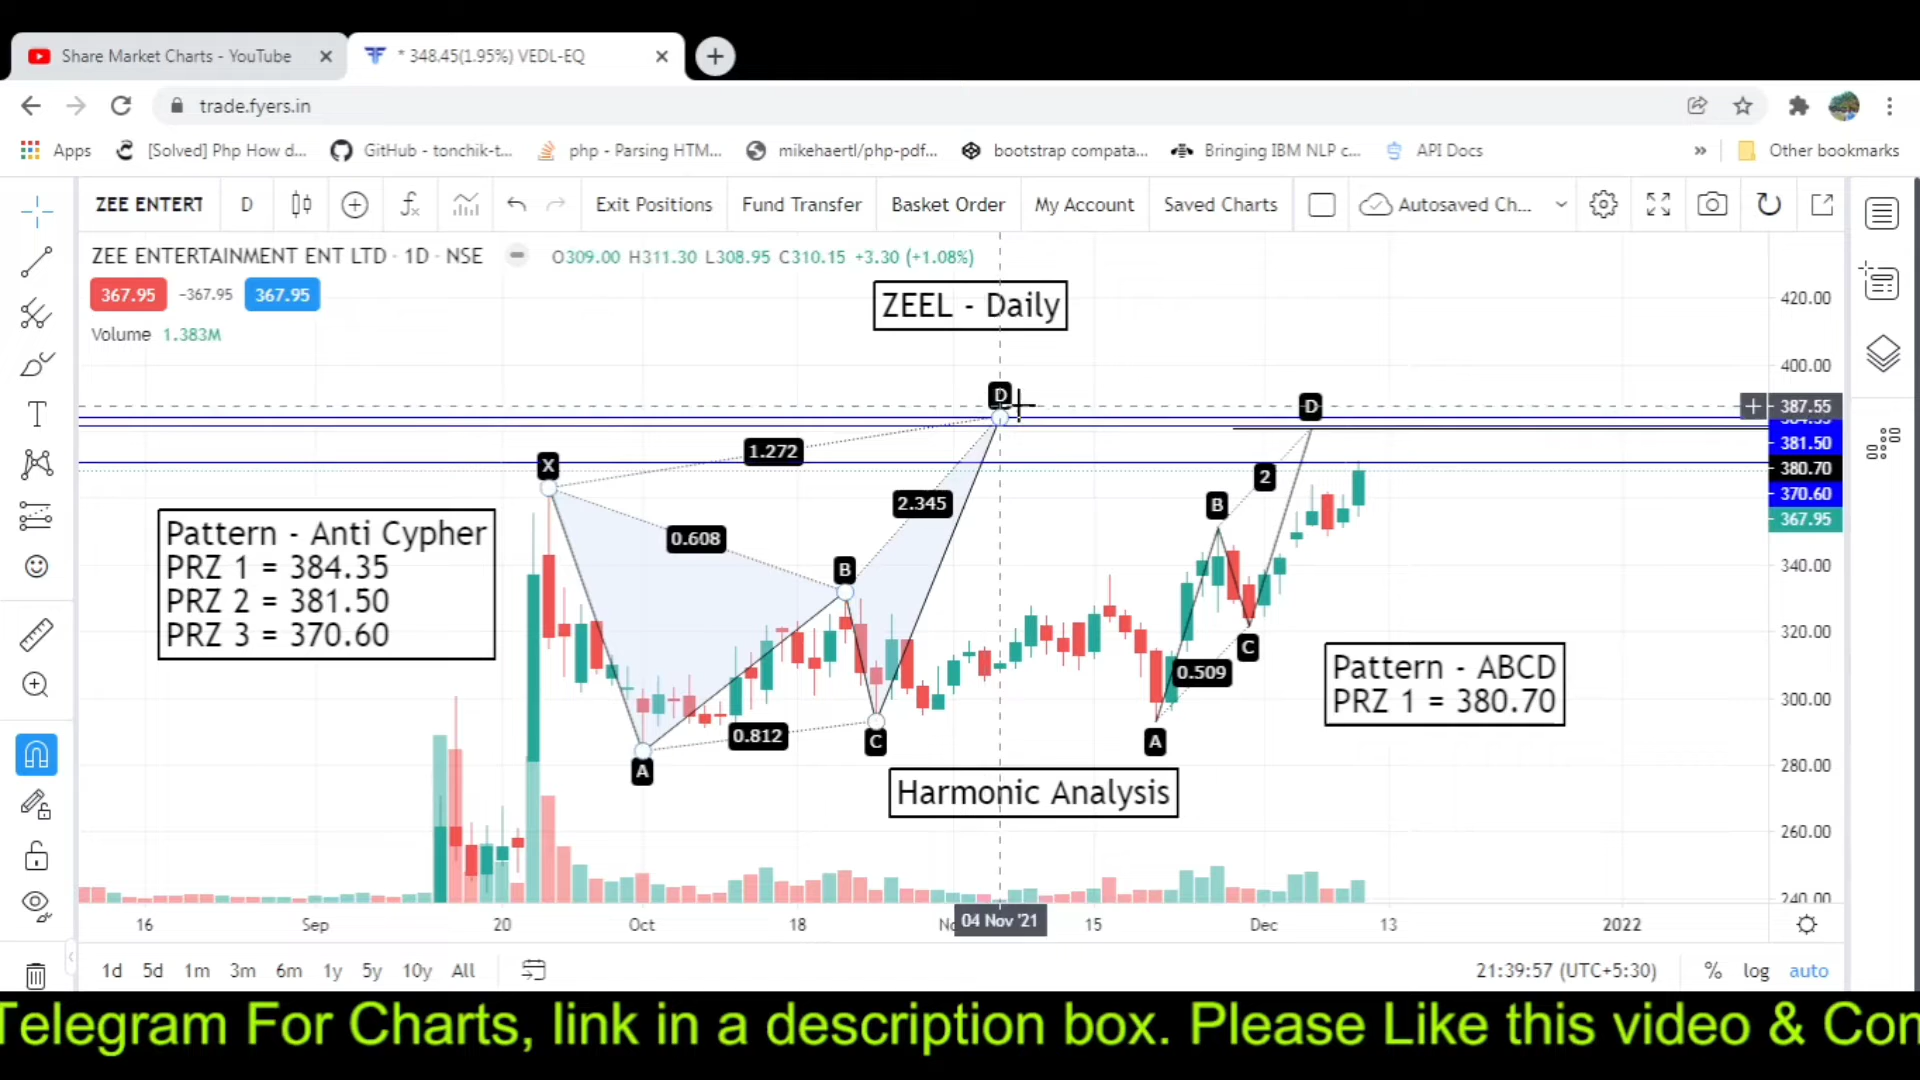 Share Market Charts - YouTube
* 348.45(1.95%) VEDL-EQ
trade.fyers.in
Apps
[Solved] Php How d...
GitHub - tonchik-t...
php - Parsing HTM...
mikehaertl/php-pdf...
bootstrap compata...
Bringing IBM NLP c...
API Docs
»
Other bookmarks
ZEE ENTERT
D
Exit Positions
Fund Transfer
Basket Order
My Account
Saved Charts
Autosaved Ch...
ZEE ENTERTAINMENT ENT LTD · 1D · NSE
O309.00 H311.30 L308.95 C310.15 +3.30 (+1.08%)
367.95
−367.95
367.95
Volume 1.383M
ZEEL - Daily
420.00
400.00
387.55
381.50
380.70
370.60
367.95
340.00
320.00
300.00
280.00
260.00
240.00
D
D
1.272
X
2
2.345
B
0.608
B
Pattern - Anti Cypher
PRZ 1 = 384.35
PRZ 2 = 381.50
PRZ 3 = 370.60
C
0.509
Pattern - ABCD
PRZ 1 = 380.70
0.812
C
A
A
Harmonic Analysis
16
Sep
20
Oct
18
04 Nov '21
15
Dec
13
2022
1d
5d
1m
3m
6m
1y
5y
10y
All
21:39:57 (UTC+5:30)
%
log
auto
Telegram For Charts, link in a description box. Please Like this video & Con